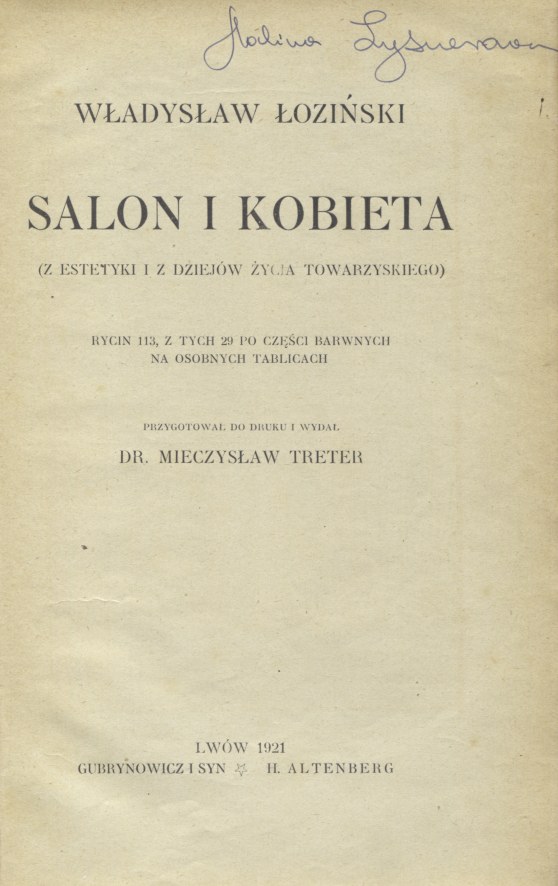 Halina
WŁADYSŁAW ŁOZIŃSKI
SALON I KOBIETA
(Z ESTETYKI I Z DZIEJÓW ŻYCIA TOWARZYSKIEGO)
RYCIN 113, Z TYCH 29 PO CZĘŚCI BARWNYCH
NA OSOBNYCH TABLICACH
PRZYGOTOWAŁ DO DRUKU I WYDAŁ
DR. MIECZYSŁAW TRETER
LWÓW 1921
GUBRYNOWICZ I SYN H. ALTENBERG